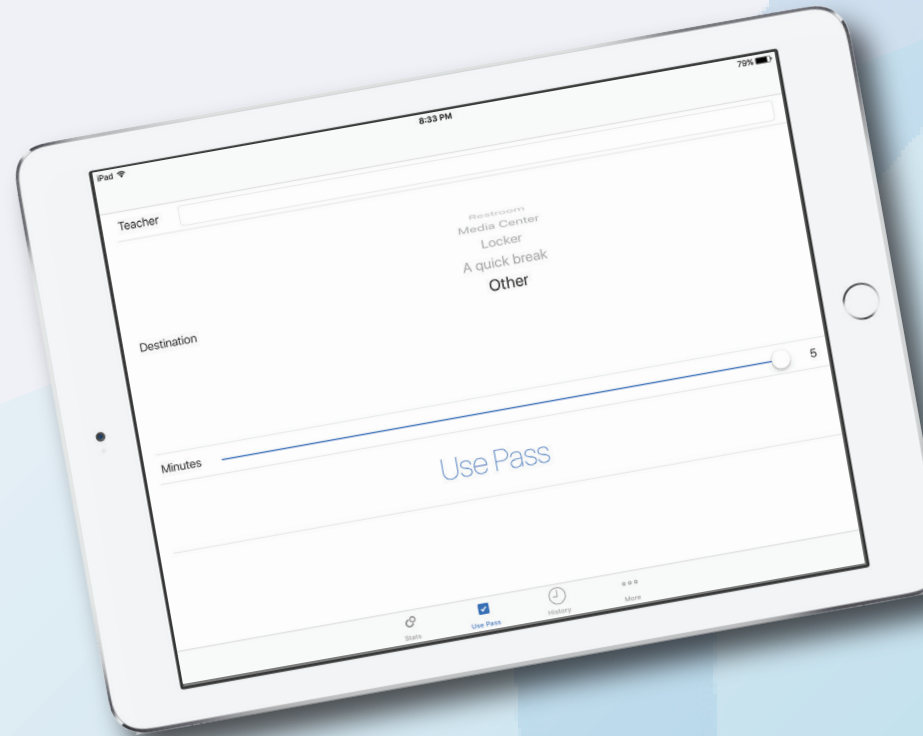 iPad
8:33 PM
79%
Teacher
Restroom
Media Center
Locker
A quick break
Other
Destination
Minutes
5
Use Pass
Stats
Use Pass
History
More